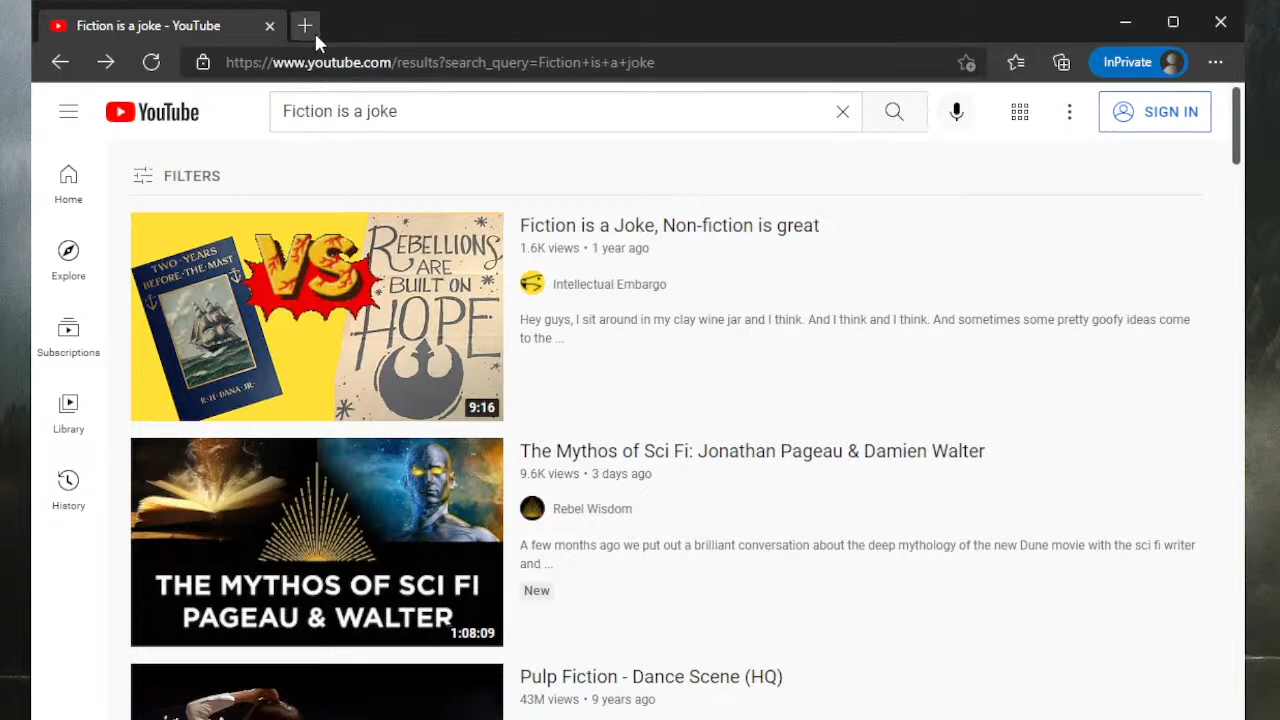 Fiction is a joke - YouTube
https://www.youtube.com/results?search_query=Fiction+is+a+joke
InPrivate
YouTube
Fiction is a joke
SIGN IN
Home
Explore
Subscriptions
Library
History
FILTERS
TWO·YEARS
BEFORE·THE·MAST
R·H·DANA·JR·
VS
REBELLIONS
ARE
BUILT ON
HOPE
9:16
Fiction is a Joke, Non-fiction is great
1.6K views • 1 year ago
Intellectual Embargo
Hey guys, I sit around in my clay wine jar and I think. And I think and I think. And sometimes some pretty goofy ideas come
to the ...
THE MYTHOS OF SCI FI
PAGEAU & WALTER
1:08:09
The Mythos of Sci Fi: Jonathan Pageau & Damien Walter
9.6K views • 3 days ago
Rebel Wisdom
A few months ago we put out a brilliant conversation about the deep mythology of the new Dune movie with the sci fi writer
and ...
New
Pulp Fiction - Dance Scene (HQ)
43M views • 9 years ago